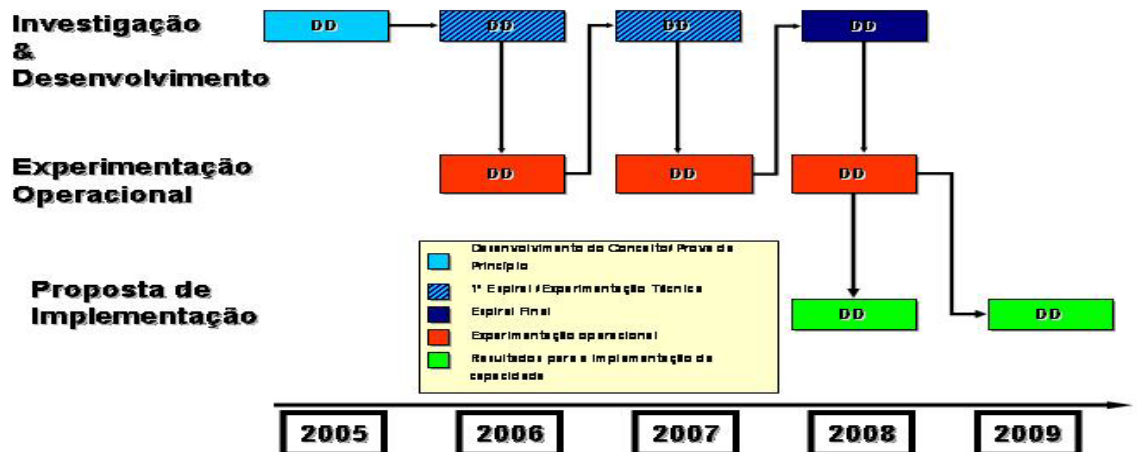 Investigação
&
Desenvolvimento
DD
DD
DD
DD
Experimentação
Operacional
DD
DD
DD
Desenvolvimento do Conceito/ Prova de
Princípio
1ª Espiral / Experimentação Técnica
Espiral Final
Experimentação operacional
Resultados para a implementação da
capacidade
Proposta de
Implementação
DD
DD
2005
2006
2007
2008
2009